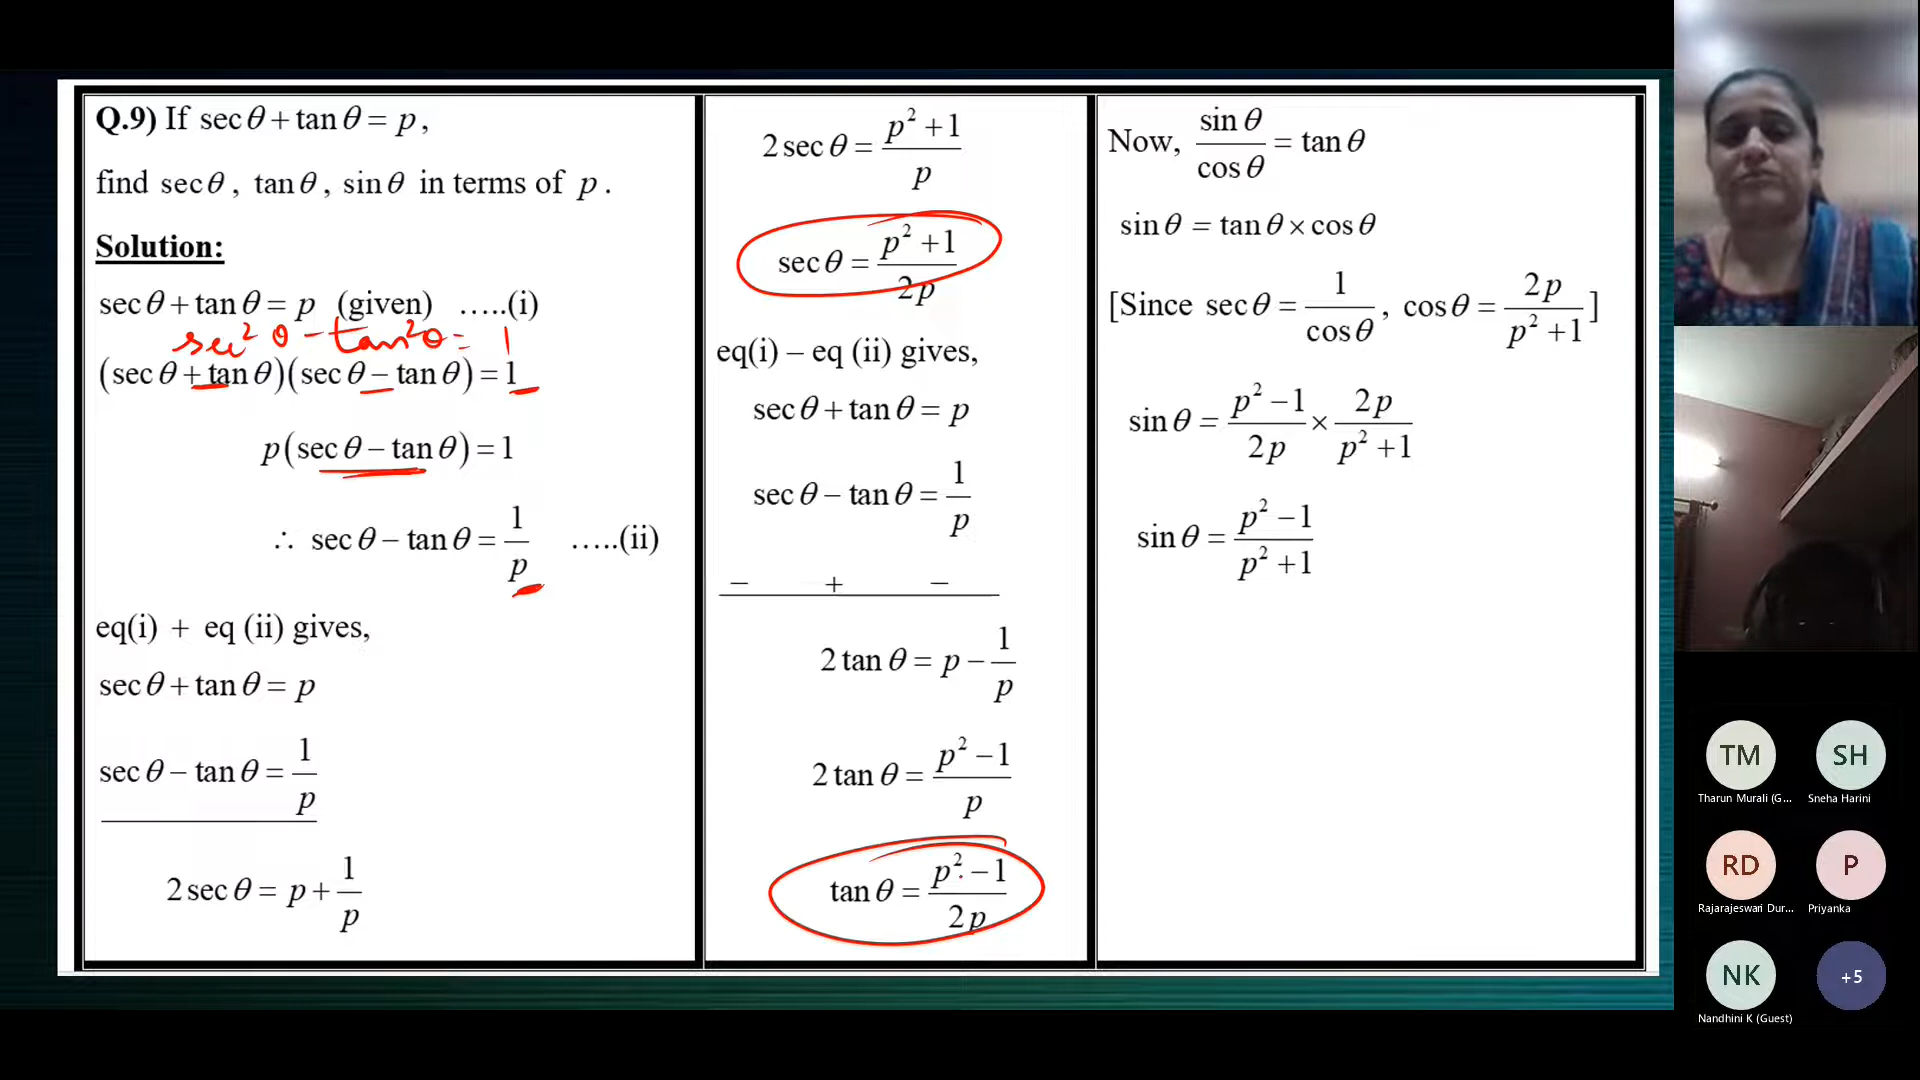 Q.9) If sec θ + tan θ = p,
find sec θ, tan θ, sin θ in terms of p.
Solution:
sec θ + tan θ = p (given) .....(i)
sec² θ − tan² θ = 1
(sec θ + tan θ)(sec θ − tan θ) = 1
p(sec θ − tan θ) = 1
∴ sec θ − tan θ = 1/p .....(ii)
eq(i) + eq (ii) gives,
sec θ + tan θ = p
sec θ − tan θ = 1/p
2 sec θ = p + 1/p
2 sec θ = (p² + 1)/p
sec θ = (p² + 1)/2p
eq(i) − eq (ii) gives,
sec θ + tan θ = p
sec θ − tan θ = 1/p
− + −
2 tan θ = p − 1/p
2 tan θ = (p² − 1)/p
tan θ = (p² − 1)/2p
Now, sin θ/cos θ = tan θ
sin θ = tan θ × cos θ
[Since sec θ = 1/cos θ, cos θ = 2p/(p² + 1)]
sin θ = (p² − 1)/2p × 2p/(p² + 1)
sin θ = (p² − 1)/(p² + 1)
TM
Tharun Murali (G...
SH
Sneha Harini
RD
Rajarajeswari Dur...
P
Priyanka
NK
Nandhini K (Guest)
+5